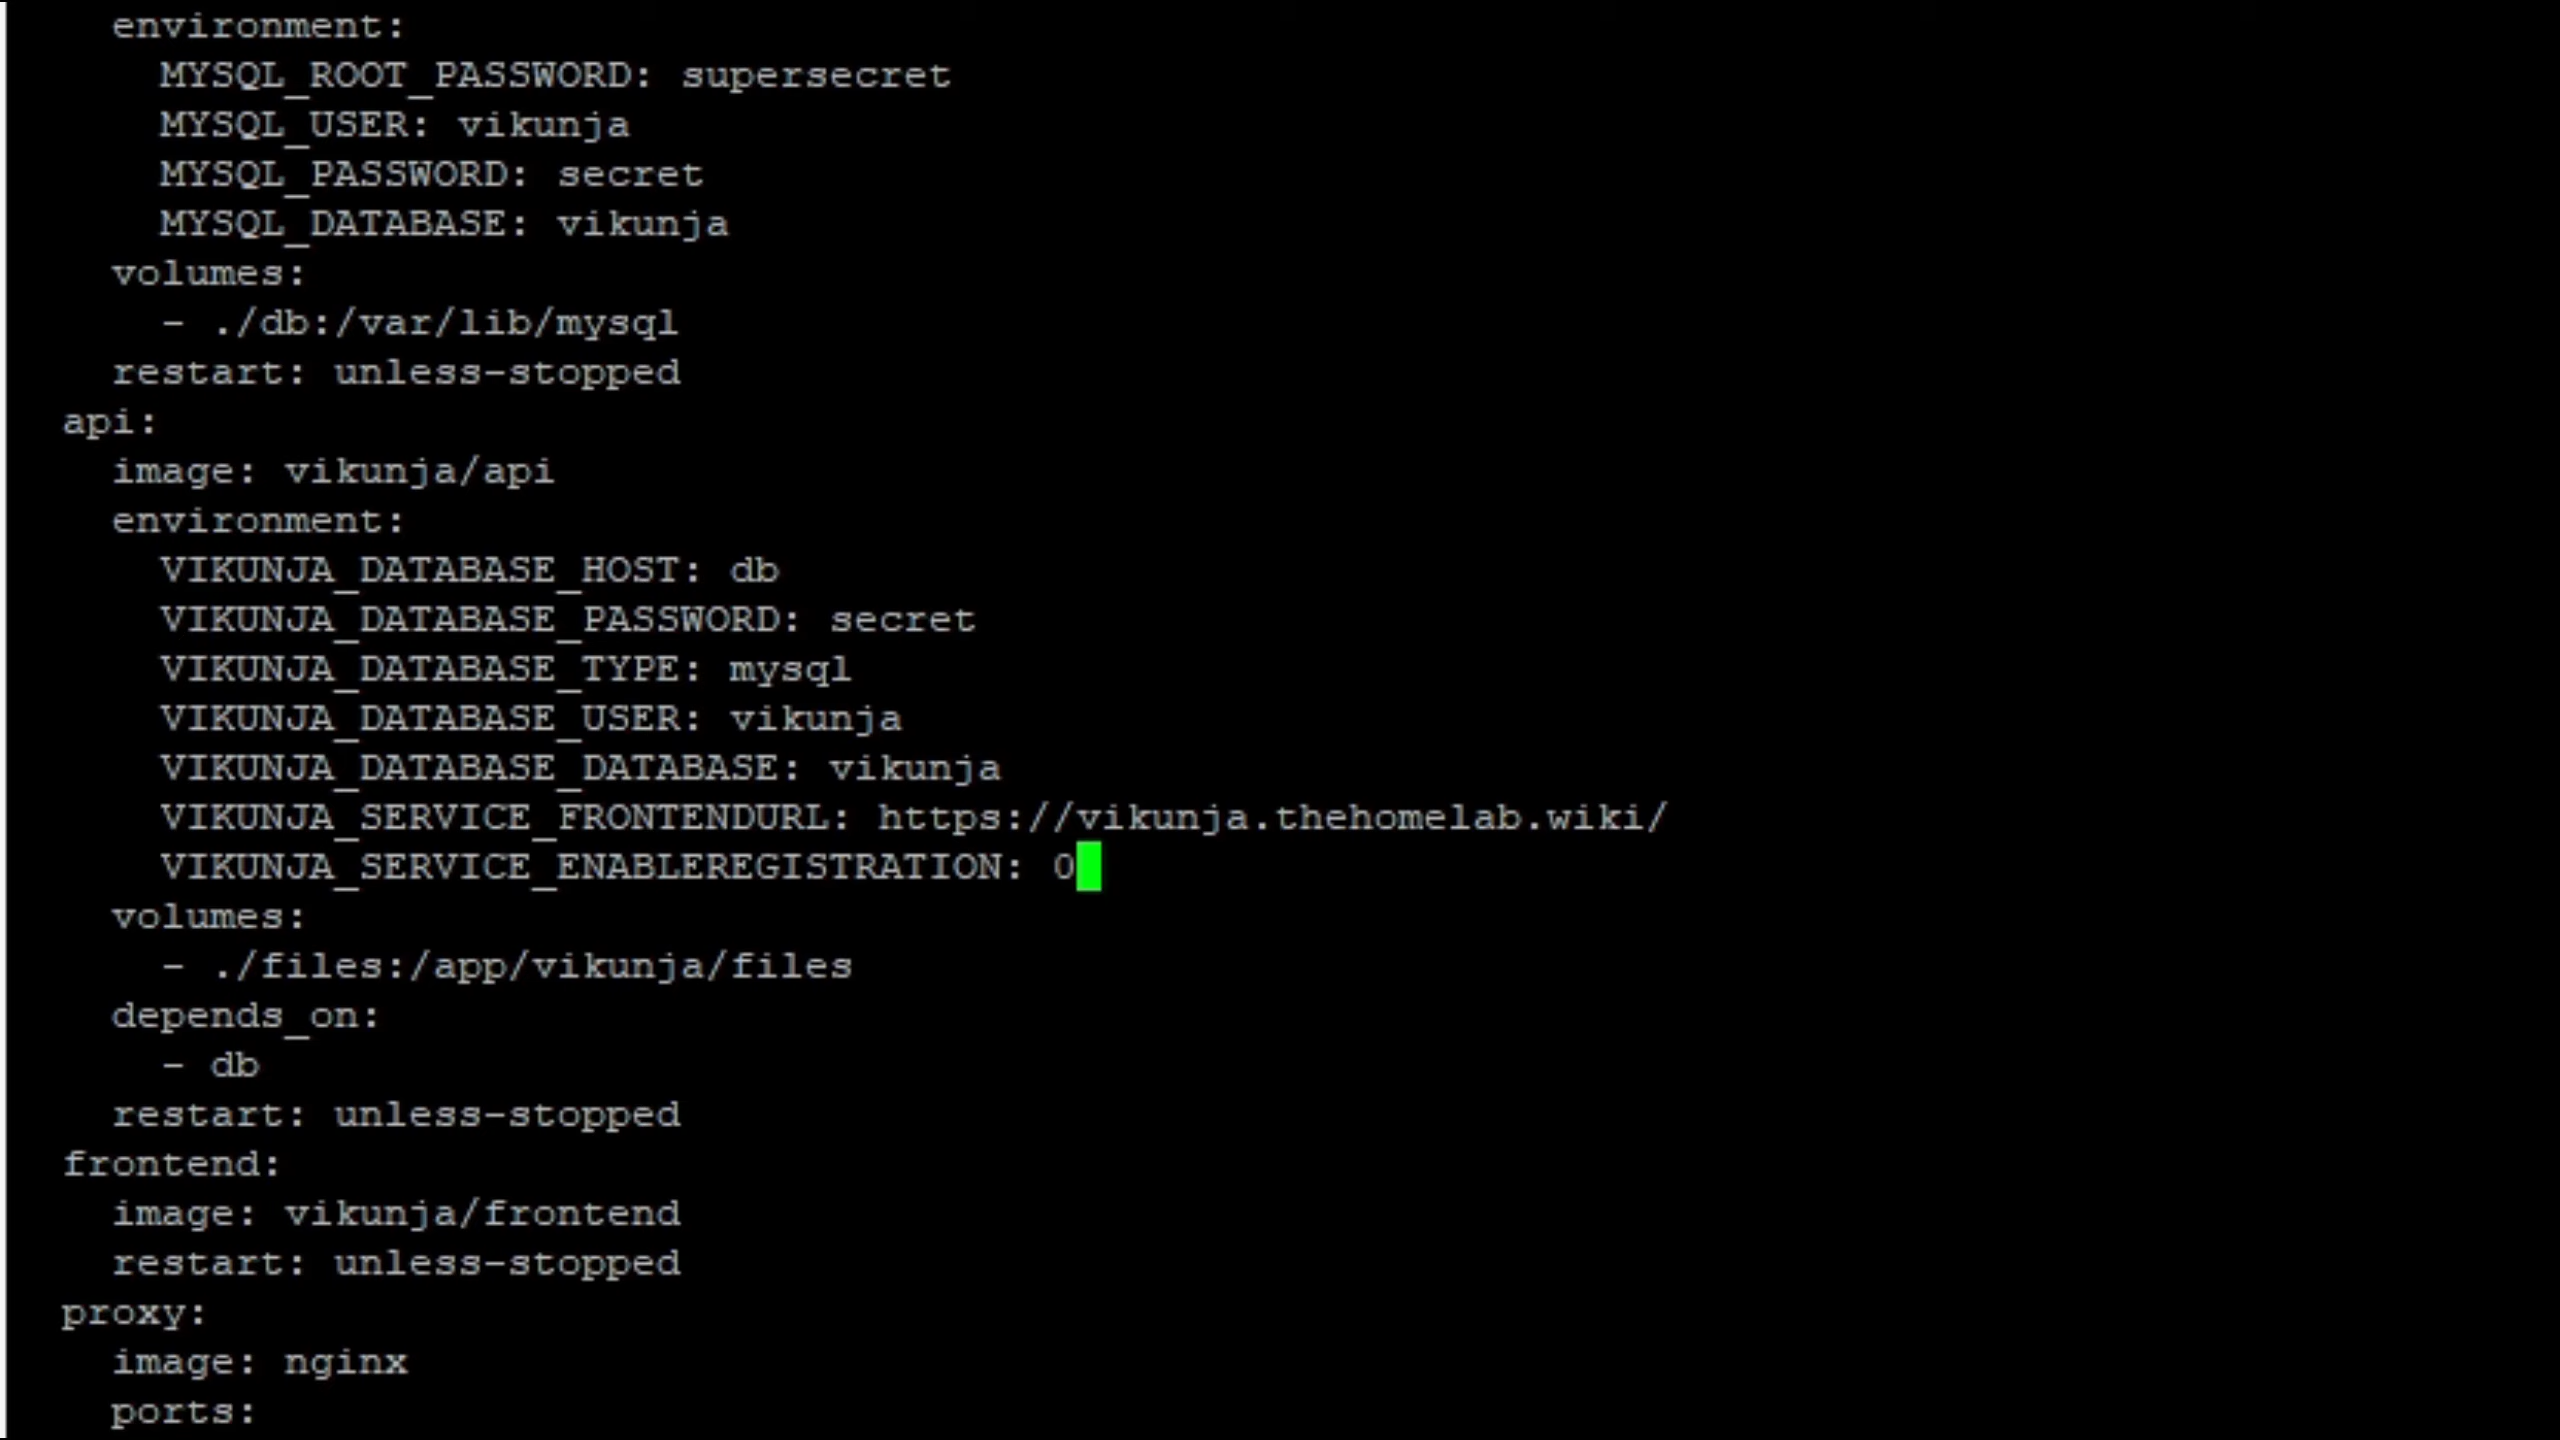 environment:
MYSQL_ROOT_PASSWORD: supersecret
MYSQL_USER: vikunja
MYSQL_PASSWORD: secret
MYSQL_DATABASE: vikunja
volumes:
- ./db:/var/lib/mysql
restart: unless-stopped
api:
image: vikunja/api
environment:
VIKUNJA_DATABASE_HOST: db
VIKUNJA_DATABASE_PASSWORD: secret
VIKUNJA_DATABASE_TYPE: mysql
VIKUNJA_DATABASE_USER: vikunja
VIKUNJA_DATABASE_DATABASE: vikunja
VIKUNJA_SERVICE_FRONTENDURL: https://vikunja.thehomelab.wiki/
VIKUNJA_SERVICE_ENABLEREGISTRATION: 0
volumes:
- ./files:/app/vikunja/files
depends_on:
- db
restart: unless-stopped
frontend:
image: vikunja/frontend
restart: unless-stopped
proxy:
image: nginx
ports: